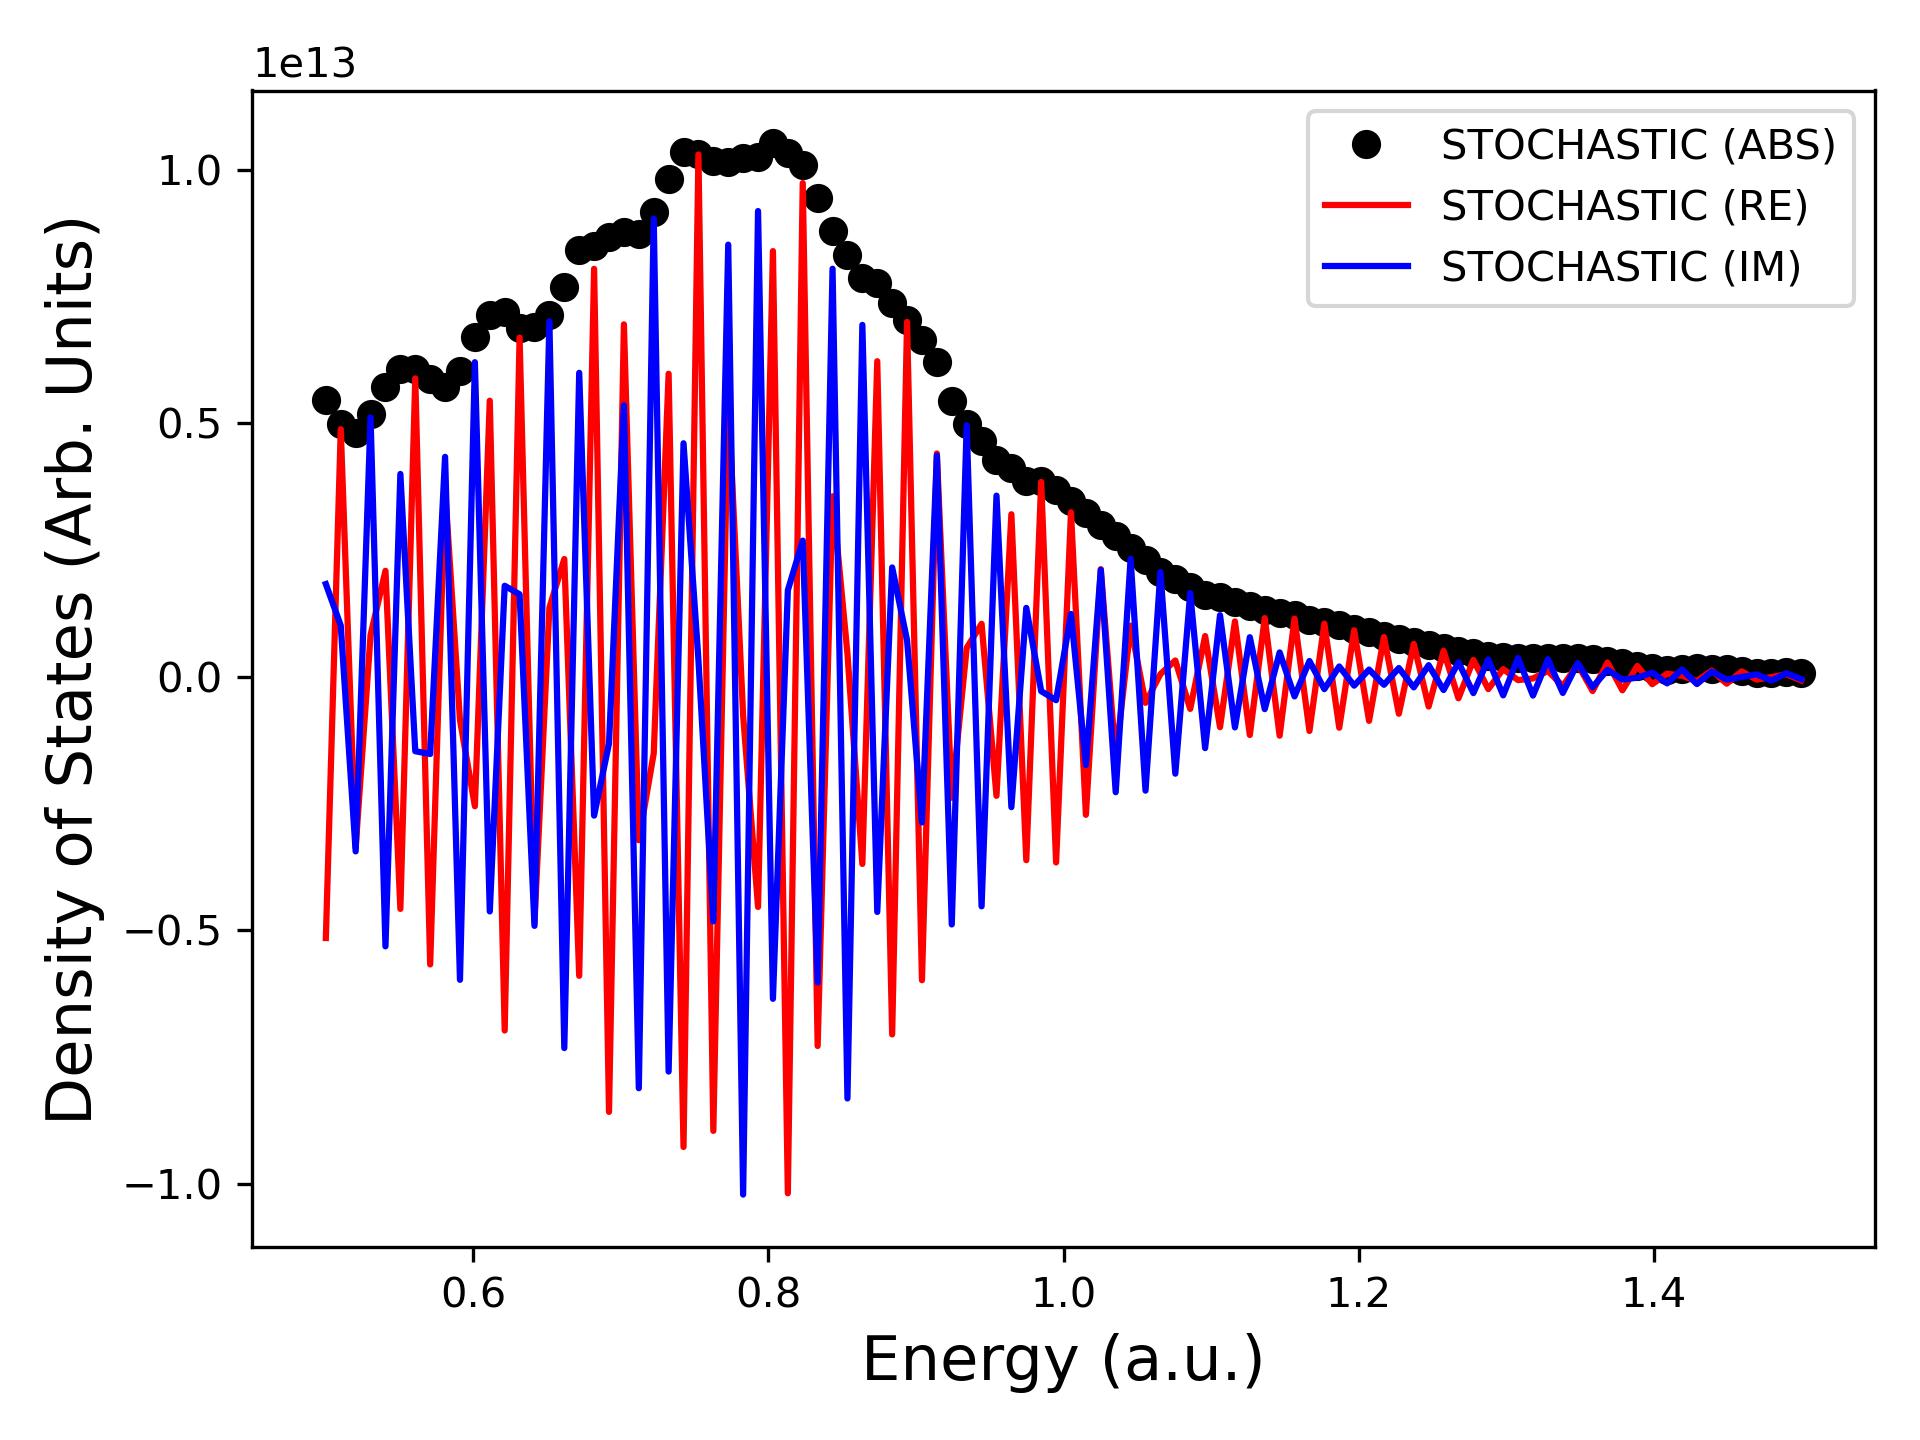 1e13
STOCHASTIC (ABS)
STOCHASTIC (RE)
STOCHASTIC (IM)
1.0
0.5
0.0
−0.5
−1.0
Density of States (Arb. Units)
0.6 0.8 1.0 1.2 1.4
Energy (a.u.)